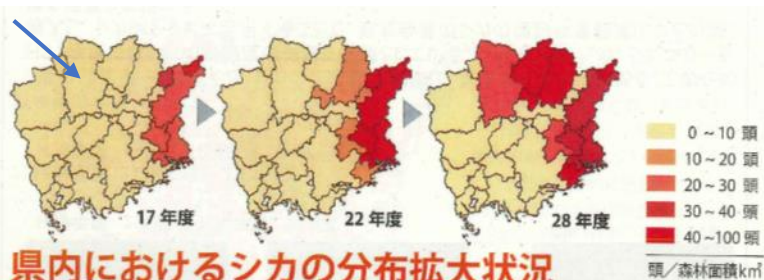 17 年度
22 年度
28 年度
0 ~ 10 頭
10 ~ 20 頭
20 ~ 30 頭
30 ~ 40 頭
40 ~100 頭
頭/森林面積k㎡
県内におけるシカの分布拡大状況